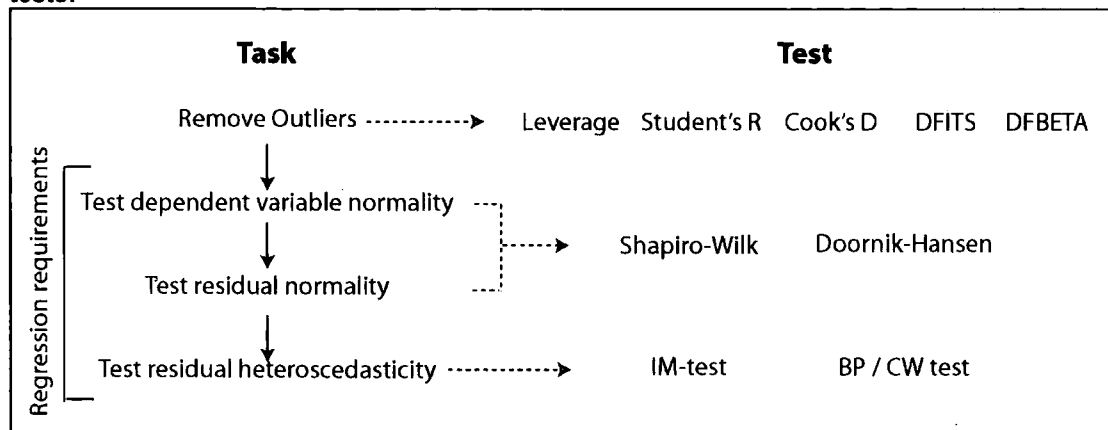 Task Test
Remove Outliers Leverage Student's R Cook's D DFITS DFBETA
Test dependent variable normality
Shapiro-Wilk Doornik-Hansen
Test residual normality
Test residual heteroscedasticity IM-test BP / CW test
Regression requirements